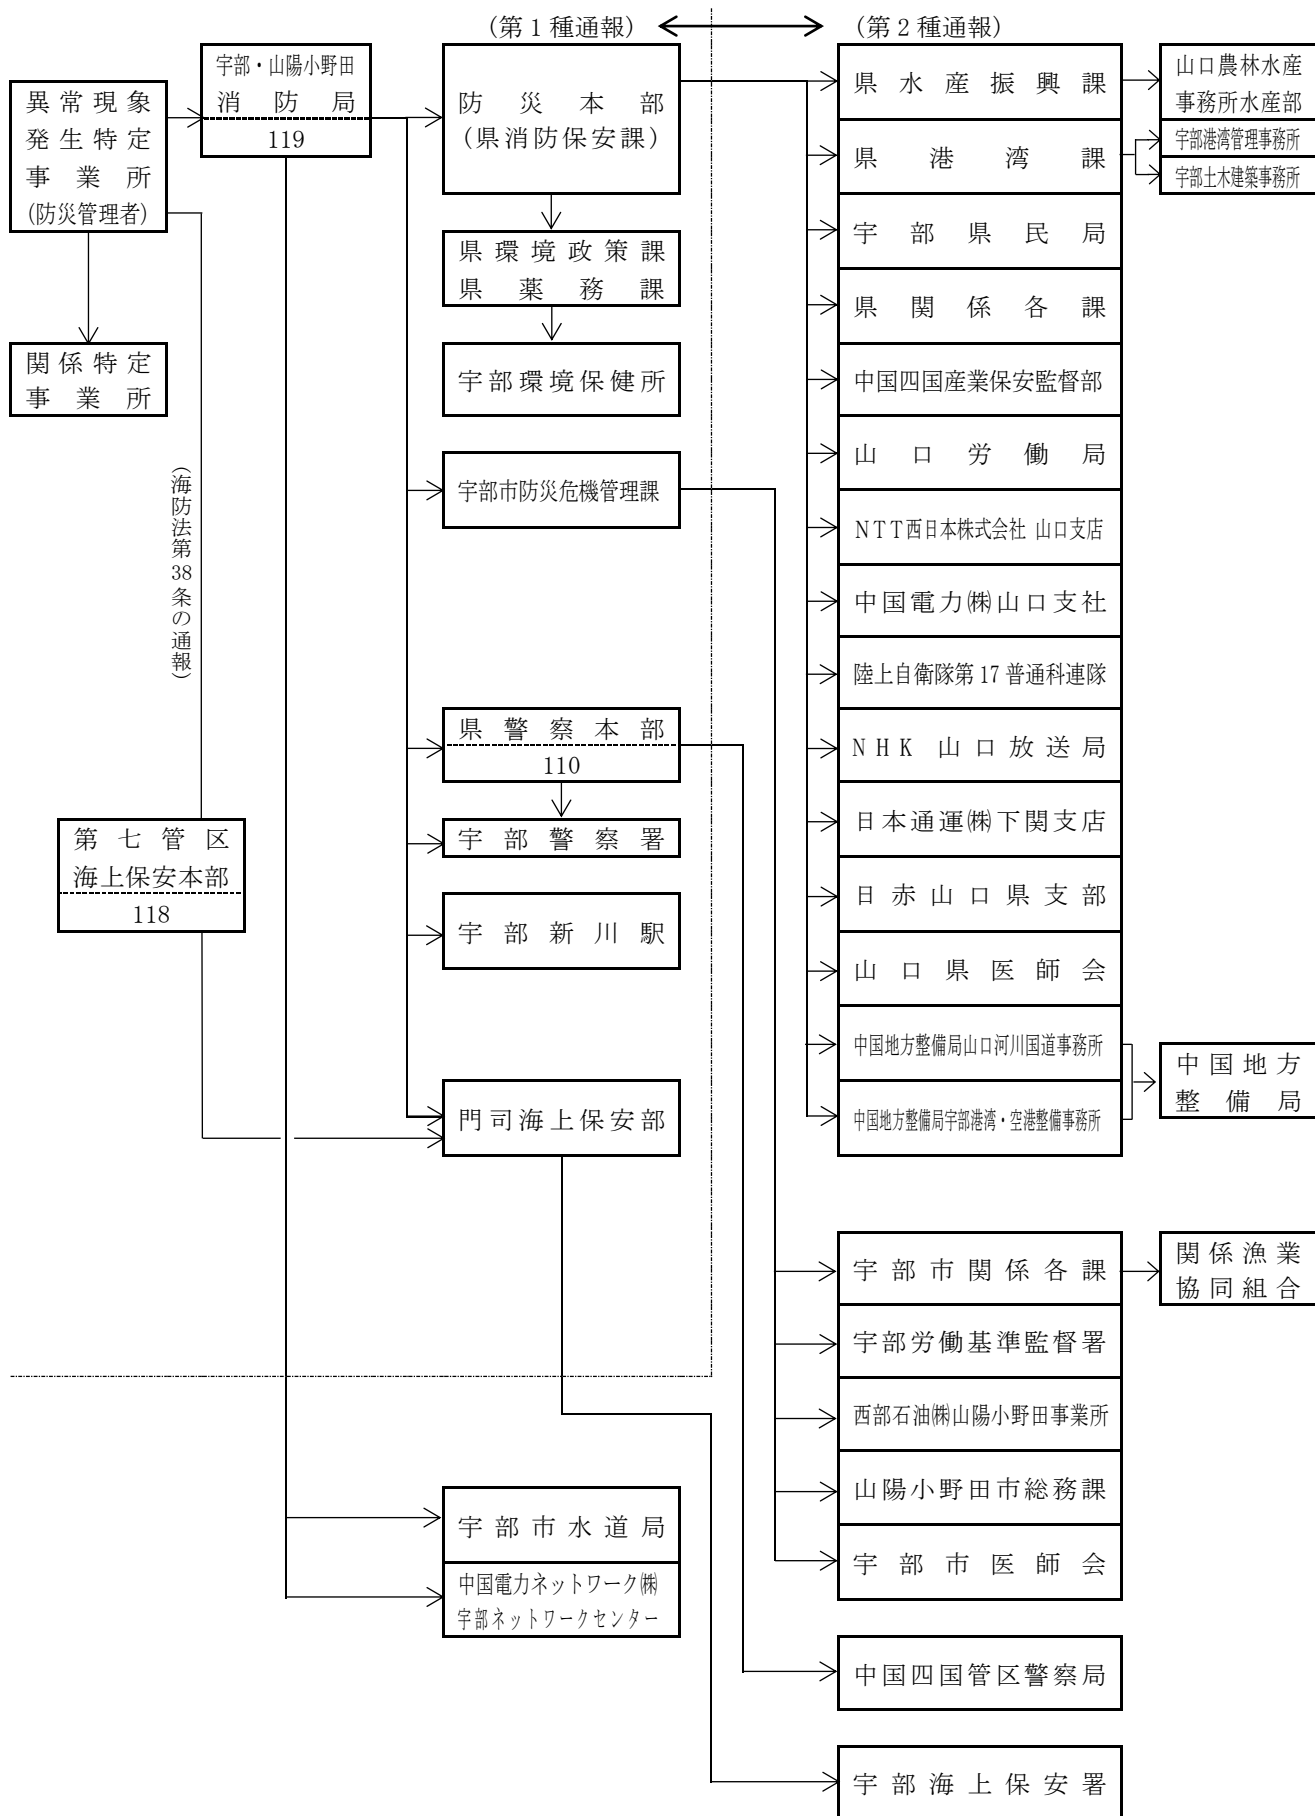 (第１種通報)
(第２種通報)
異常現象
発生特定
事業所
(防災管理者)
関係特定
事業所
宇部・山陽小野田
消防局
119
(海防法第38条の通報)
第七管区
海上保安本部
118
防災本部
(県消防保安課)
県環境政策課
県薬務課
宇部環境保健所
宇部市防災危機管理課
県警察本部
110
宇部警察署
宇部新川駅
門司海上保安部
宇部市水道局
中国電力ネットワーク㈱
宇部ネットワークセンター
県水産振興課
県港湾課
宇部県民局
県関係各課
中国四国産業保安監督部
山口労働局
NTT西日本株式会社 山口支店
中国電力㈱山口支社
陸上自衛隊第17普通科連隊
NHK 山口放送局
日本通運㈱下関支店
日赤山口県支部
山口県医師会
中国地方整備局山口河川国道事務所
中国地方整備局宇部港湾・空港整備事務所
宇部市関係各課
宇部労働基準監督署
西部石油㈱山陽小野田事業所
山陽小野田市総務課
宇部市医師会
中国四国管区警察局
宇部海上保安署
山口農林水産
事務所水産部
宇部港湾管理事務所
宇部土木建築事務所
中国地方
整備局
関係漁業
協同組合